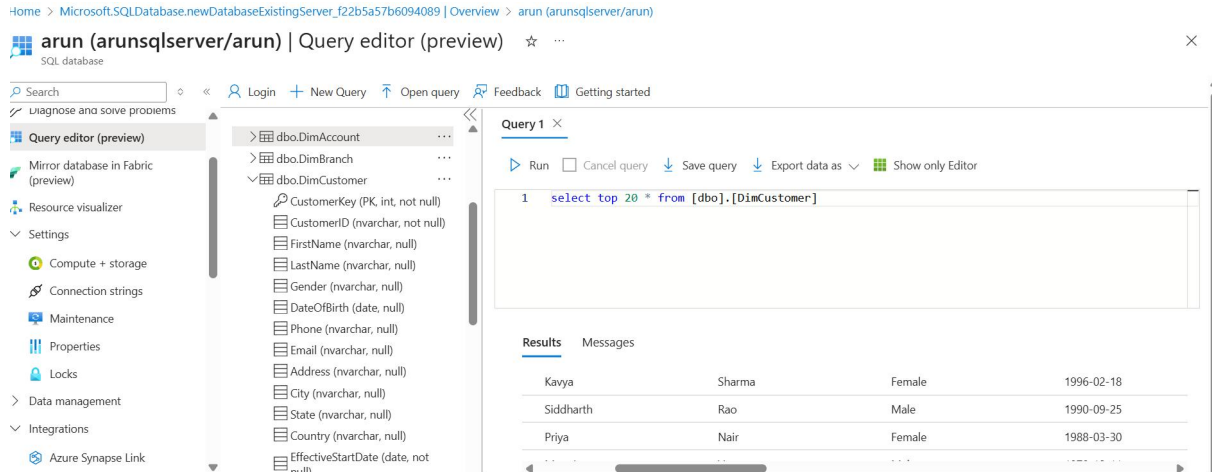 Home > Microsoft.SQLDatabase.newDatabaseExistingServer_f22b5a57b6094089 | Overview > arun (arunsqlserver/arun)
arun (arunsqlserver/arun) | Query editor (preview)
SQL database
Search
Login
New Query
Open query
Feedback
Getting started
Diagnose and solve problems
Query editor (preview)
Mirror database in Fabric
(preview)
Resource visualizer
Settings
Compute + storage
Connection strings
Maintenance
Properties
Locks
Data management
Integrations
Azure Synapse Link
dbo.DimAccount
dbo.DimBranch
dbo.DimCustomer
CustomerKey (PK, int, not null)
CustomerID (nvarchar, not null)
FirstName (nvarchar, null)
LastName (nvarchar, null)
Gender (nvarchar, null)
DateOfBirth (date, null)
Phone (nvarchar, null)
Email (nvarchar, null)
Address (nvarchar, null)
City (nvarchar, null)
State (nvarchar, null)
Country (nvarchar, null)
EffectiveStartDate (date, not
null)
Query 1
Run
Cancel query
Save query
Export data as
Show only Editor
1 select top 20 * from [dbo].[DimCustomer]
Results Messages
Kavya Sharma Female 1996-02-18
Siddharth Rao Male 1990-09-25
Priya Nair Female 1988-03-30